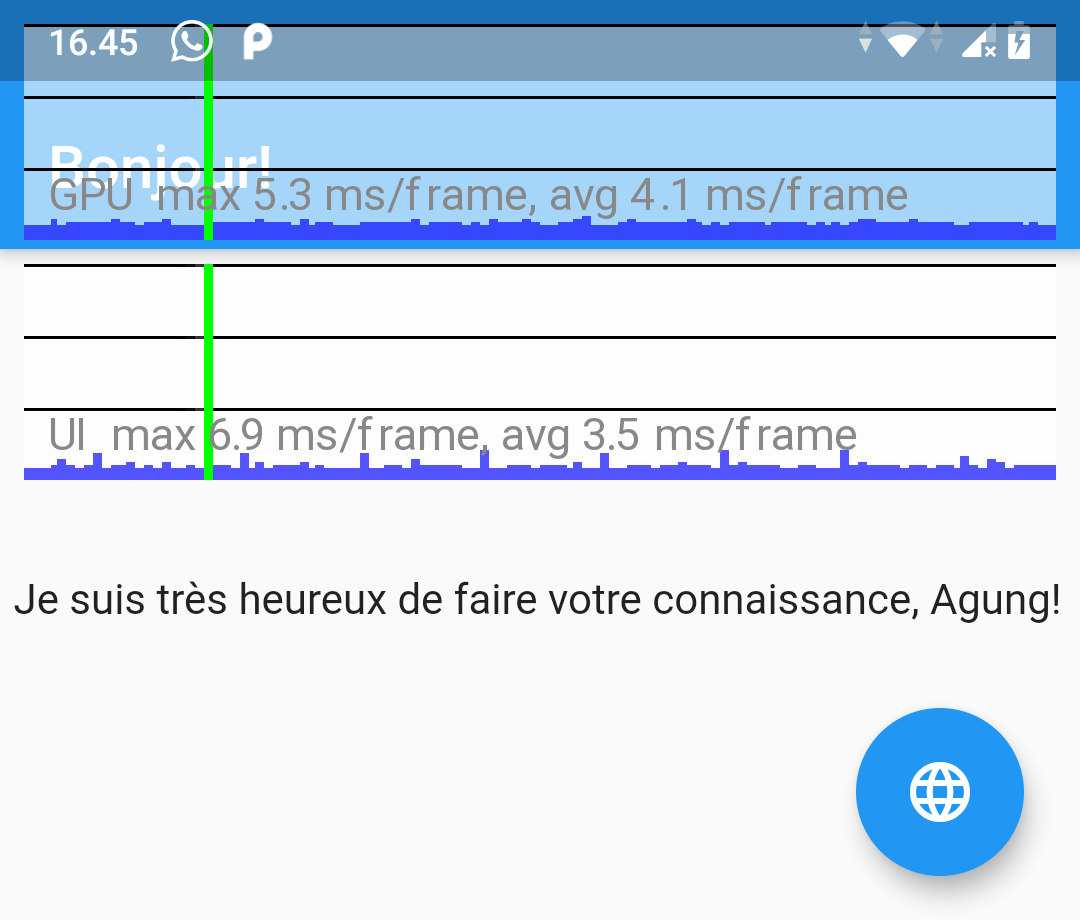 16.45
Bonjour!
GPU max 5.3 ms/frame, avg 4.1 ms/frame
UI max 6.9 ms/frame, avg 3.5 ms/frame
Je suis très heureux de faire votre connaissance, Agung!